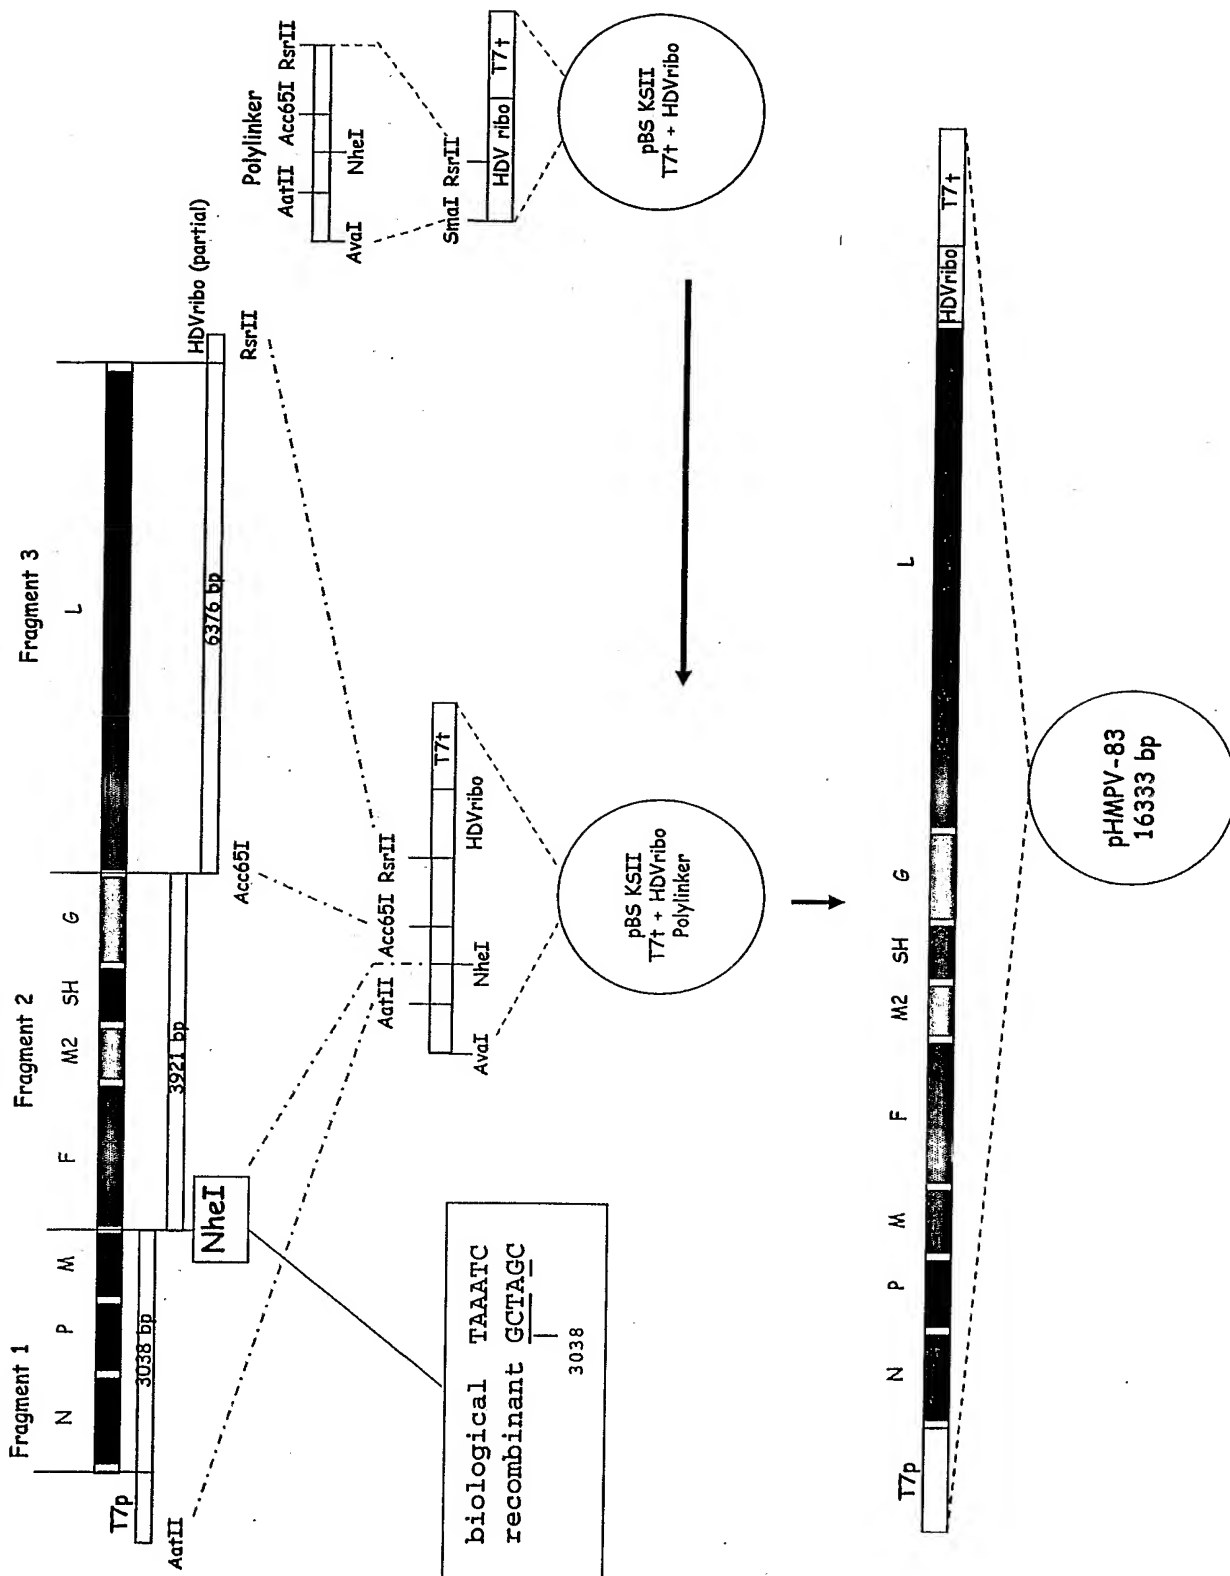 Fragment 1
Fragment 2
Fragment 3
N P M F M2 SH G L
T7p
3038 bp
3921 bp
6376 bp
HDVribo (partial)
AatII
NheI
Acc65I
RsrII
biological TAAATC
recombinant GCTAGC
3038
Polylinker
AatII Acc65I RsrII
AvaI NheI
SmaI RsrII
HDV ribo T7t
pBS KSII
T7t + HDVribo
AatII Acc65I RsrII
T7t
AvaI NheI HDVribo
pBS KSII
T7t + HDVribo
Polylinker
T7p N P M F M2 SH G L
HDVribo T7t
pHMPV-83
16333 bp